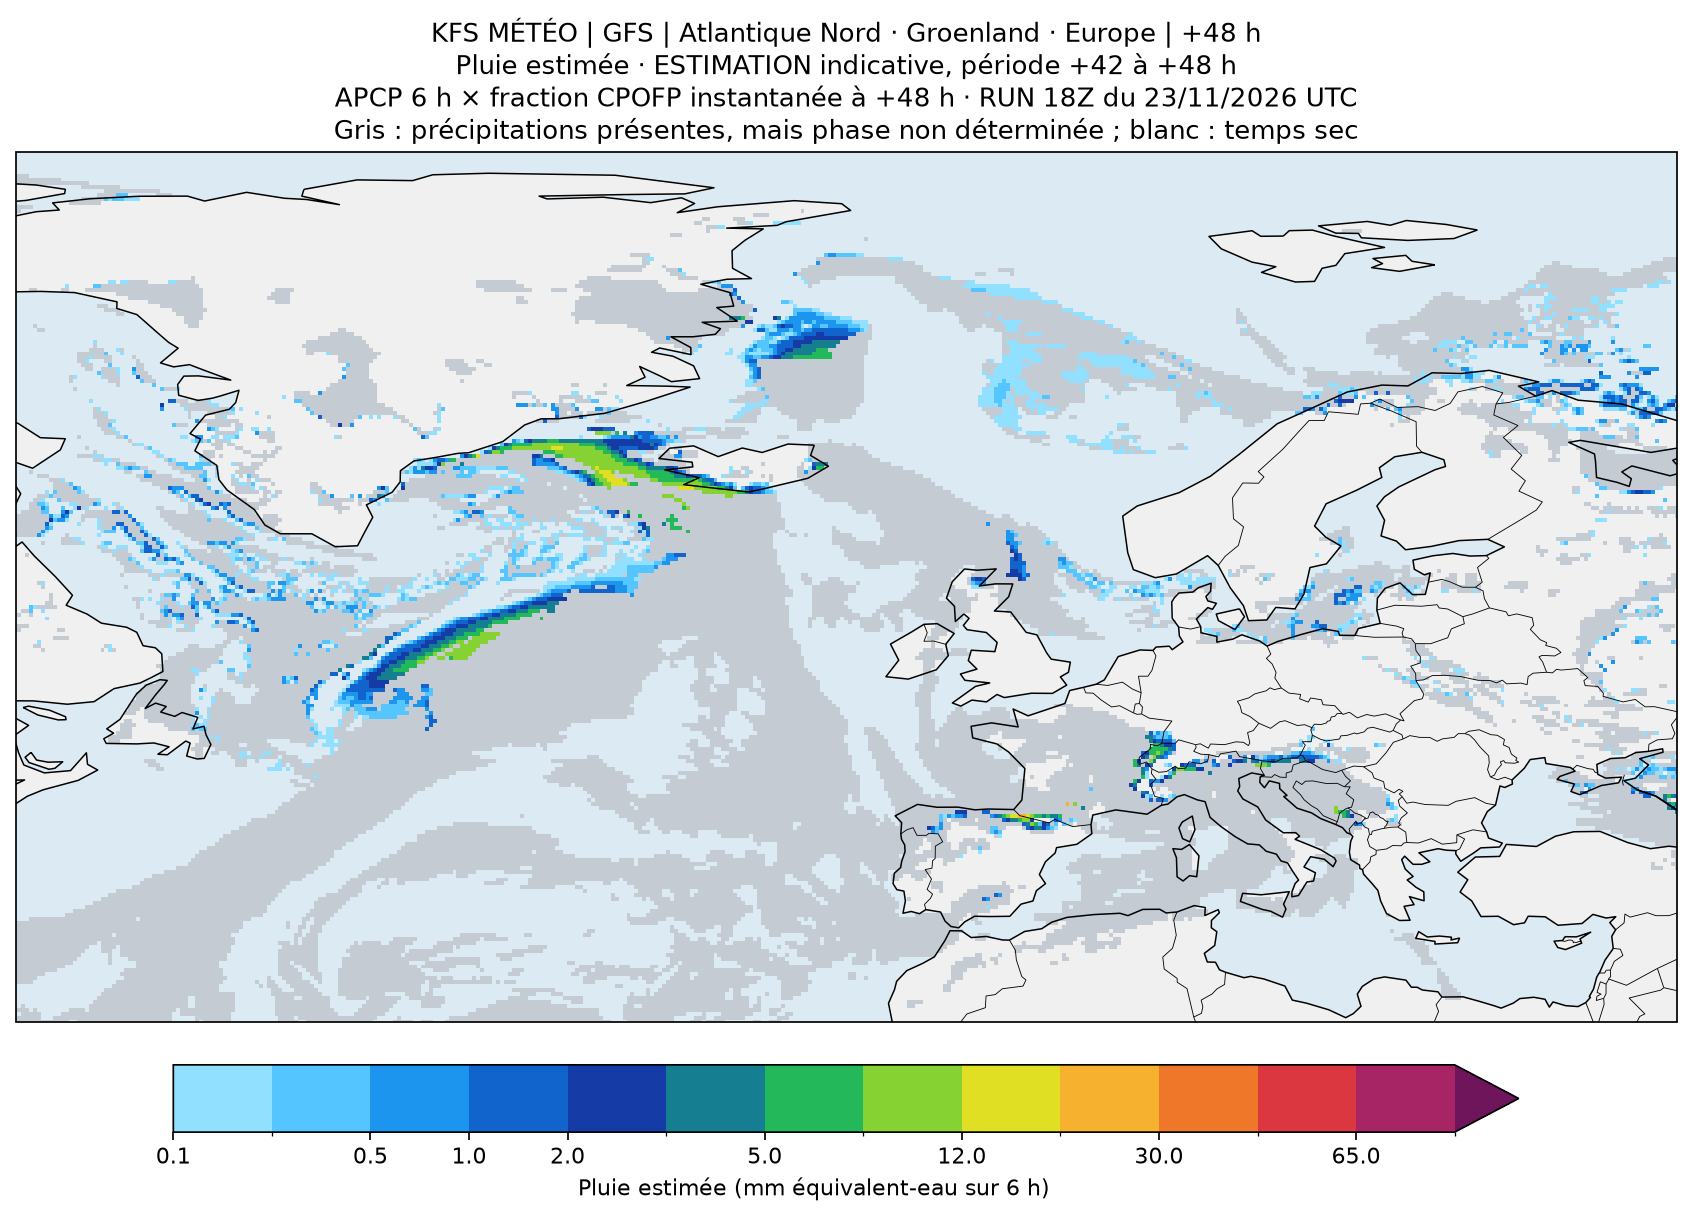 KFS MÉTÉO | GFS | Atlantique Nord · Groenland · Europe | +48 h
Pluie estimée · ESTIMATION indicative, période +42 à +48 h
APCP 6 h × fraction CPOFP instantanée à +48 h · RUN 18Z du 23/11/2026 UTC
Gris : précipitations présentes, mais phase non déterminée ; blanc : temps sec
0.1 0.5 1.0 2.0 5.0 12.0 30.0 65.0
Pluie estimée (mm équivalent-eau sur 6 h)